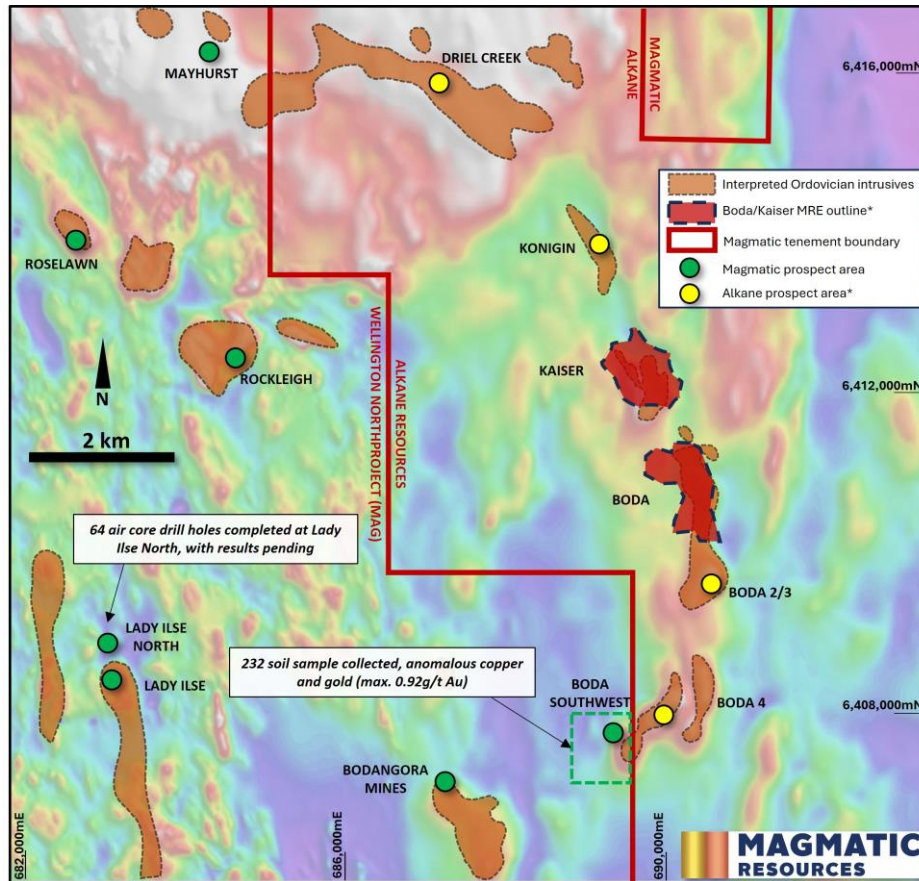 MAYHURST
DRIEL CREEK
MAGMATIC
ALKANE
6,416,000mN
Interpreted Ordovician intrusives
Boda/Kaiser MRE outline*
Magmatic tenement boundary
Magmatic prospect area
Alkane prospect area*
ROSELAWN
KONIGIN
ROCKLEIGH
N
2 km
WELLINGTON NORTHPROJECT (MAG)
ALKANE RESOURCES
KAISER
6,412,000mN
BODA
64 air core drill holes completed at Lady
Ilse North, with results pending
BODA 2/3
LADY ILSE
NORTH
LADY ILSE
232 soil sample collected, anomalous copper
and gold (max. 0.92g/t Au)
BODA
SOUTHWEST
BODA 4
6,408,000mN
BODANGORA
MINES
682,000mE
686,000mE
690,000mE
MAGMATIC
RESOURCES